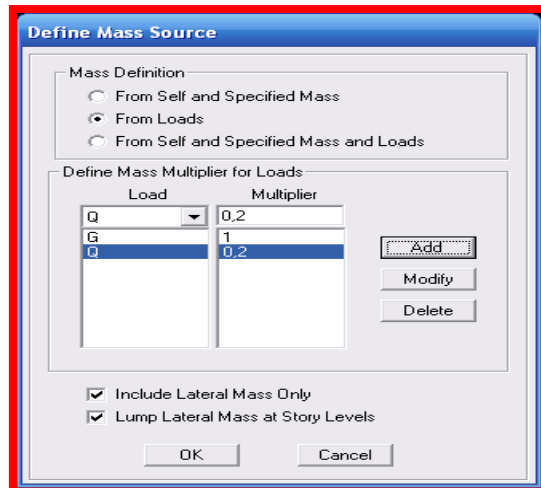 Define Mass Source
Mass Definition
From Self and Specified Mass
From Loads
From Self and Specified Mass and Loads
Define Mass Multiplier for Loads
Load Multiplier
Q 0,2
G 1
Q 0,2
Add
Modify
Delete
Include Lateral Mass Only
Lump Lateral Mass at Story Levels
OK Cancel